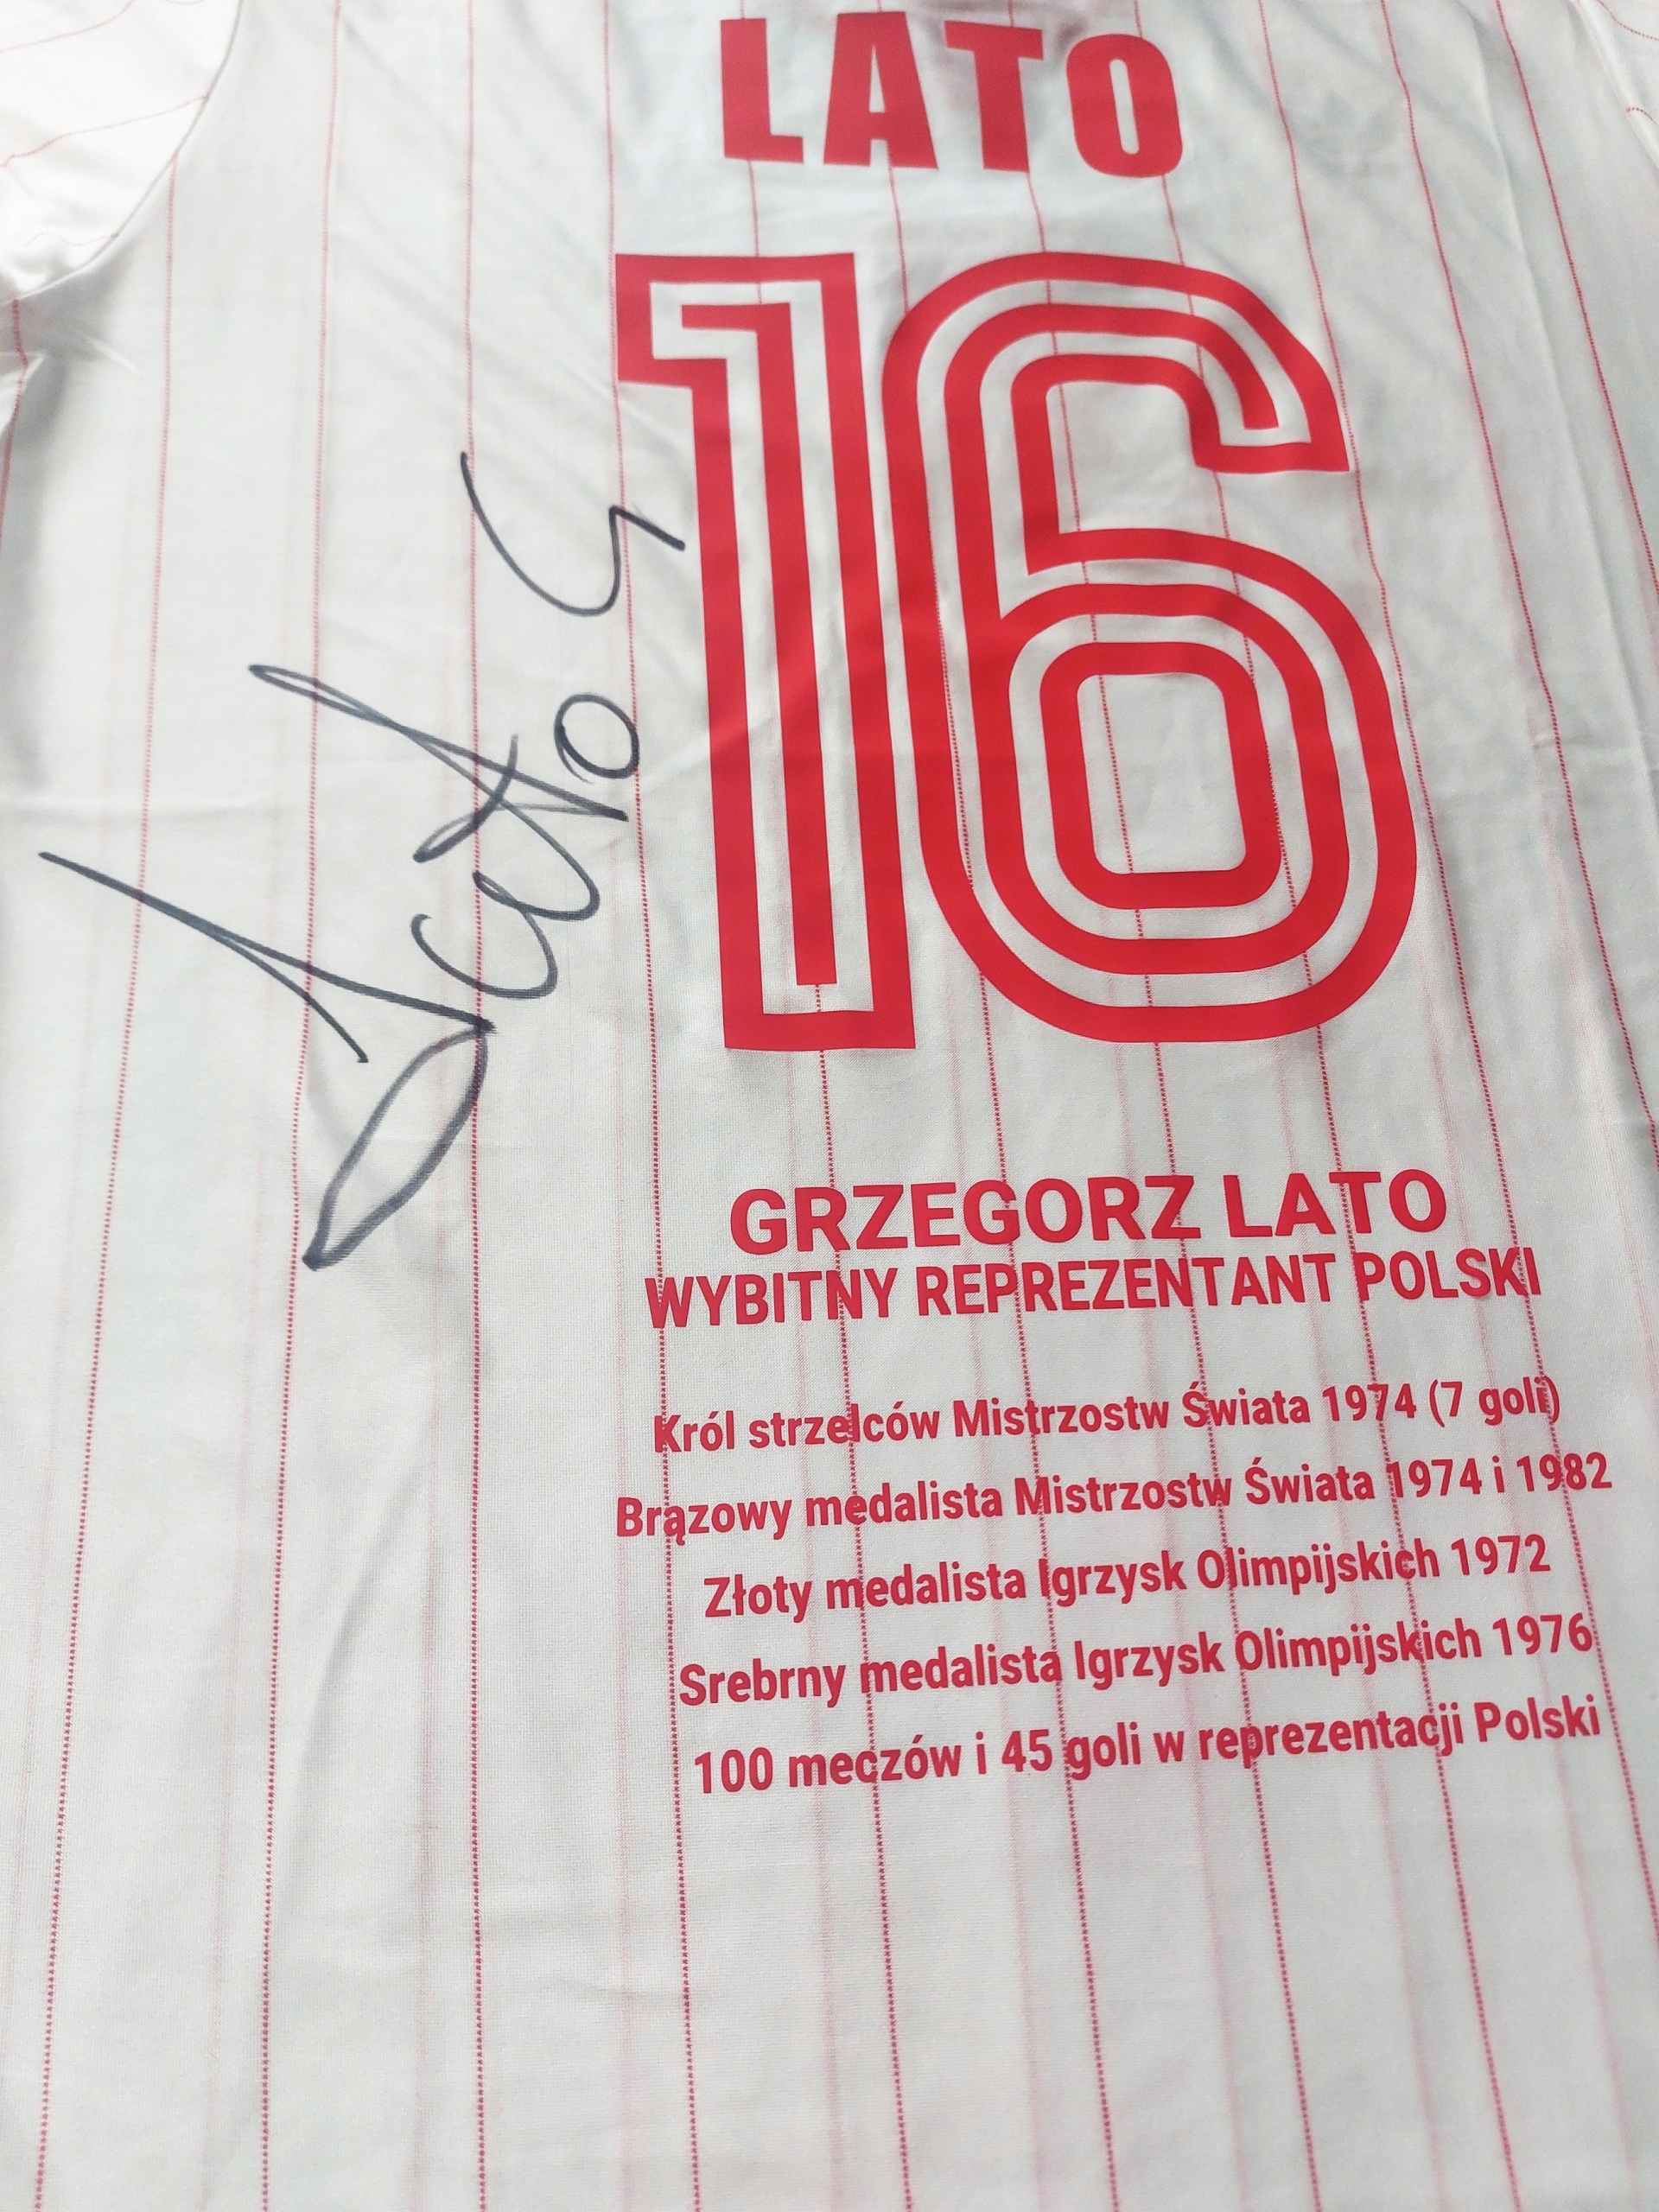 LATO
16
Lato G
GRZEGORZ LATO
WYBITNY REPREZENTANT POLSKI
Król strzelców Mistrzostw Świata 1974 (7 goli)
Brązowy medalista Mistrzostw Świata 1974 i 1982
Złoty medalista Igrzysk Olimpijskich 1972
Srebrny medalista Igrzysk Olimpijskich 1976
100 meczów i 45 goli w reprezentacji Polski